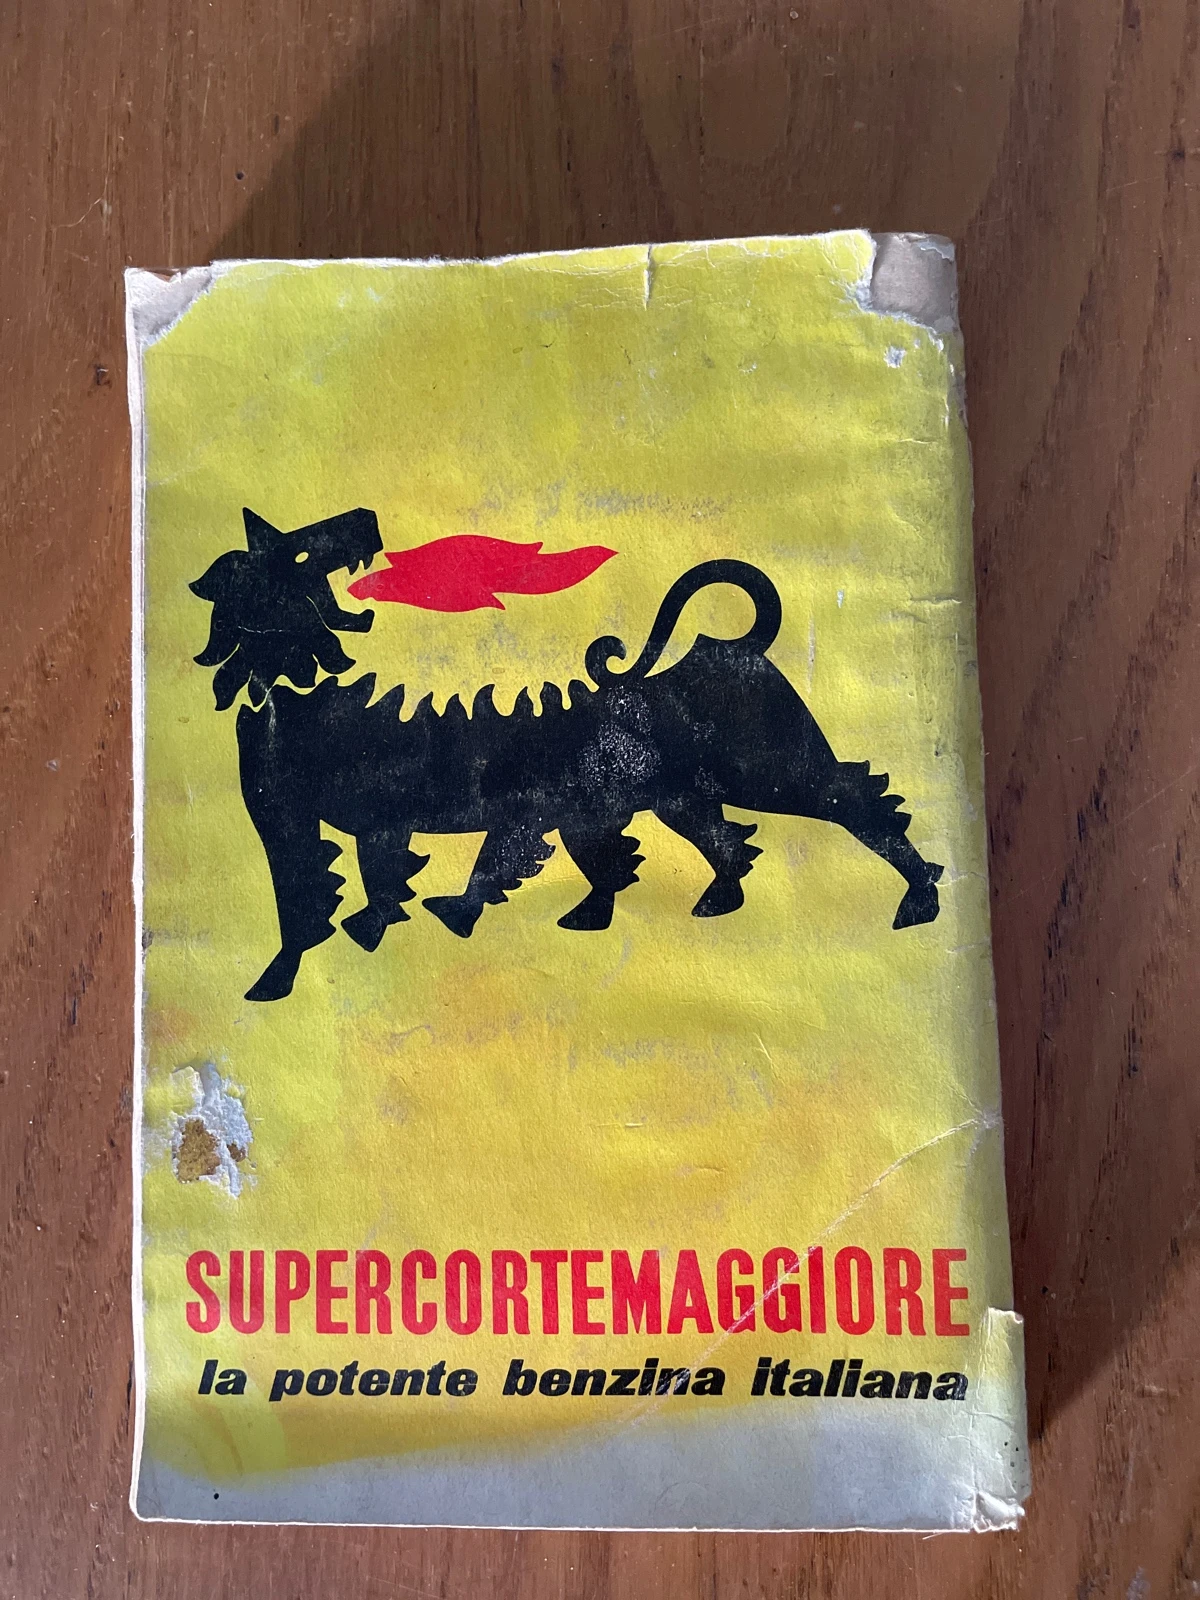 SUPERCORTEMAGGIORE
la potente benzina italiana